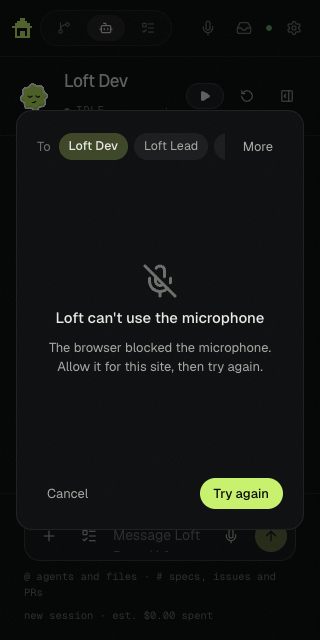 Loft Dev
IDLE
To Loft Dev Loft Lead More
Loft can't use the microphone
The browser blocked the microphone.
Allow it for this site, then try again.
Cancel Try again
Message Loft
@ agents and files · # specs, issues and
PRs
new session · est. $0.00 spent